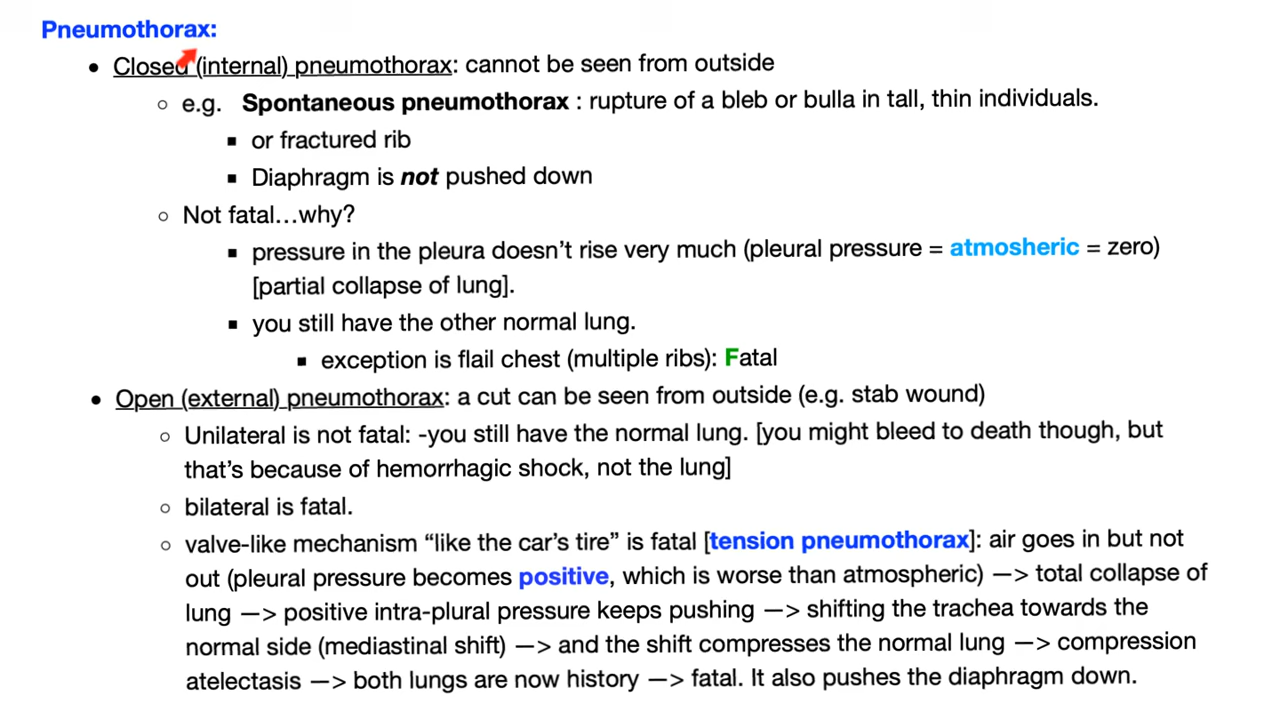 Pneumothorax:
• Closed (internal) pneumothorax: cannot be seen from outside
○ e.g. Spontaneous pneumothorax : rupture of a bleb or bulla in tall, thin individuals.
▪ or fractured rib
▪ Diaphragm is not pushed down
○ Not fatal…why?
▪ pressure in the pleura doesn’t rise very much (pleural pressure = atmosheric = zero)
[partial collapse of lung].
▪ you still have the other normal lung.
▪ exception is flail chest (multiple ribs): Fatal
• Open (external) pneumothorax: a cut can be seen from outside (e.g. stab wound)
○ Unilateral is not fatal: -you still have the normal lung. [you might bleed to death though, but
that’s because of hemorrhagic shock, not the lung]
○ bilateral is fatal.
○ valve-like mechanism “like the car’s tire” is fatal [tension pneumothorax]: air goes in but not
out (pleural pressure becomes positive, which is worse than atmospheric) —> total collapse of
lung —> positive intra-plural pressure keeps pushing —> shifting the trachea towards the
normal side (mediastinal shift) —> and the shift compresses the normal lung —> compression
atelectasis —> both lungs are now history —> fatal. It also pushes the diaphragm down.